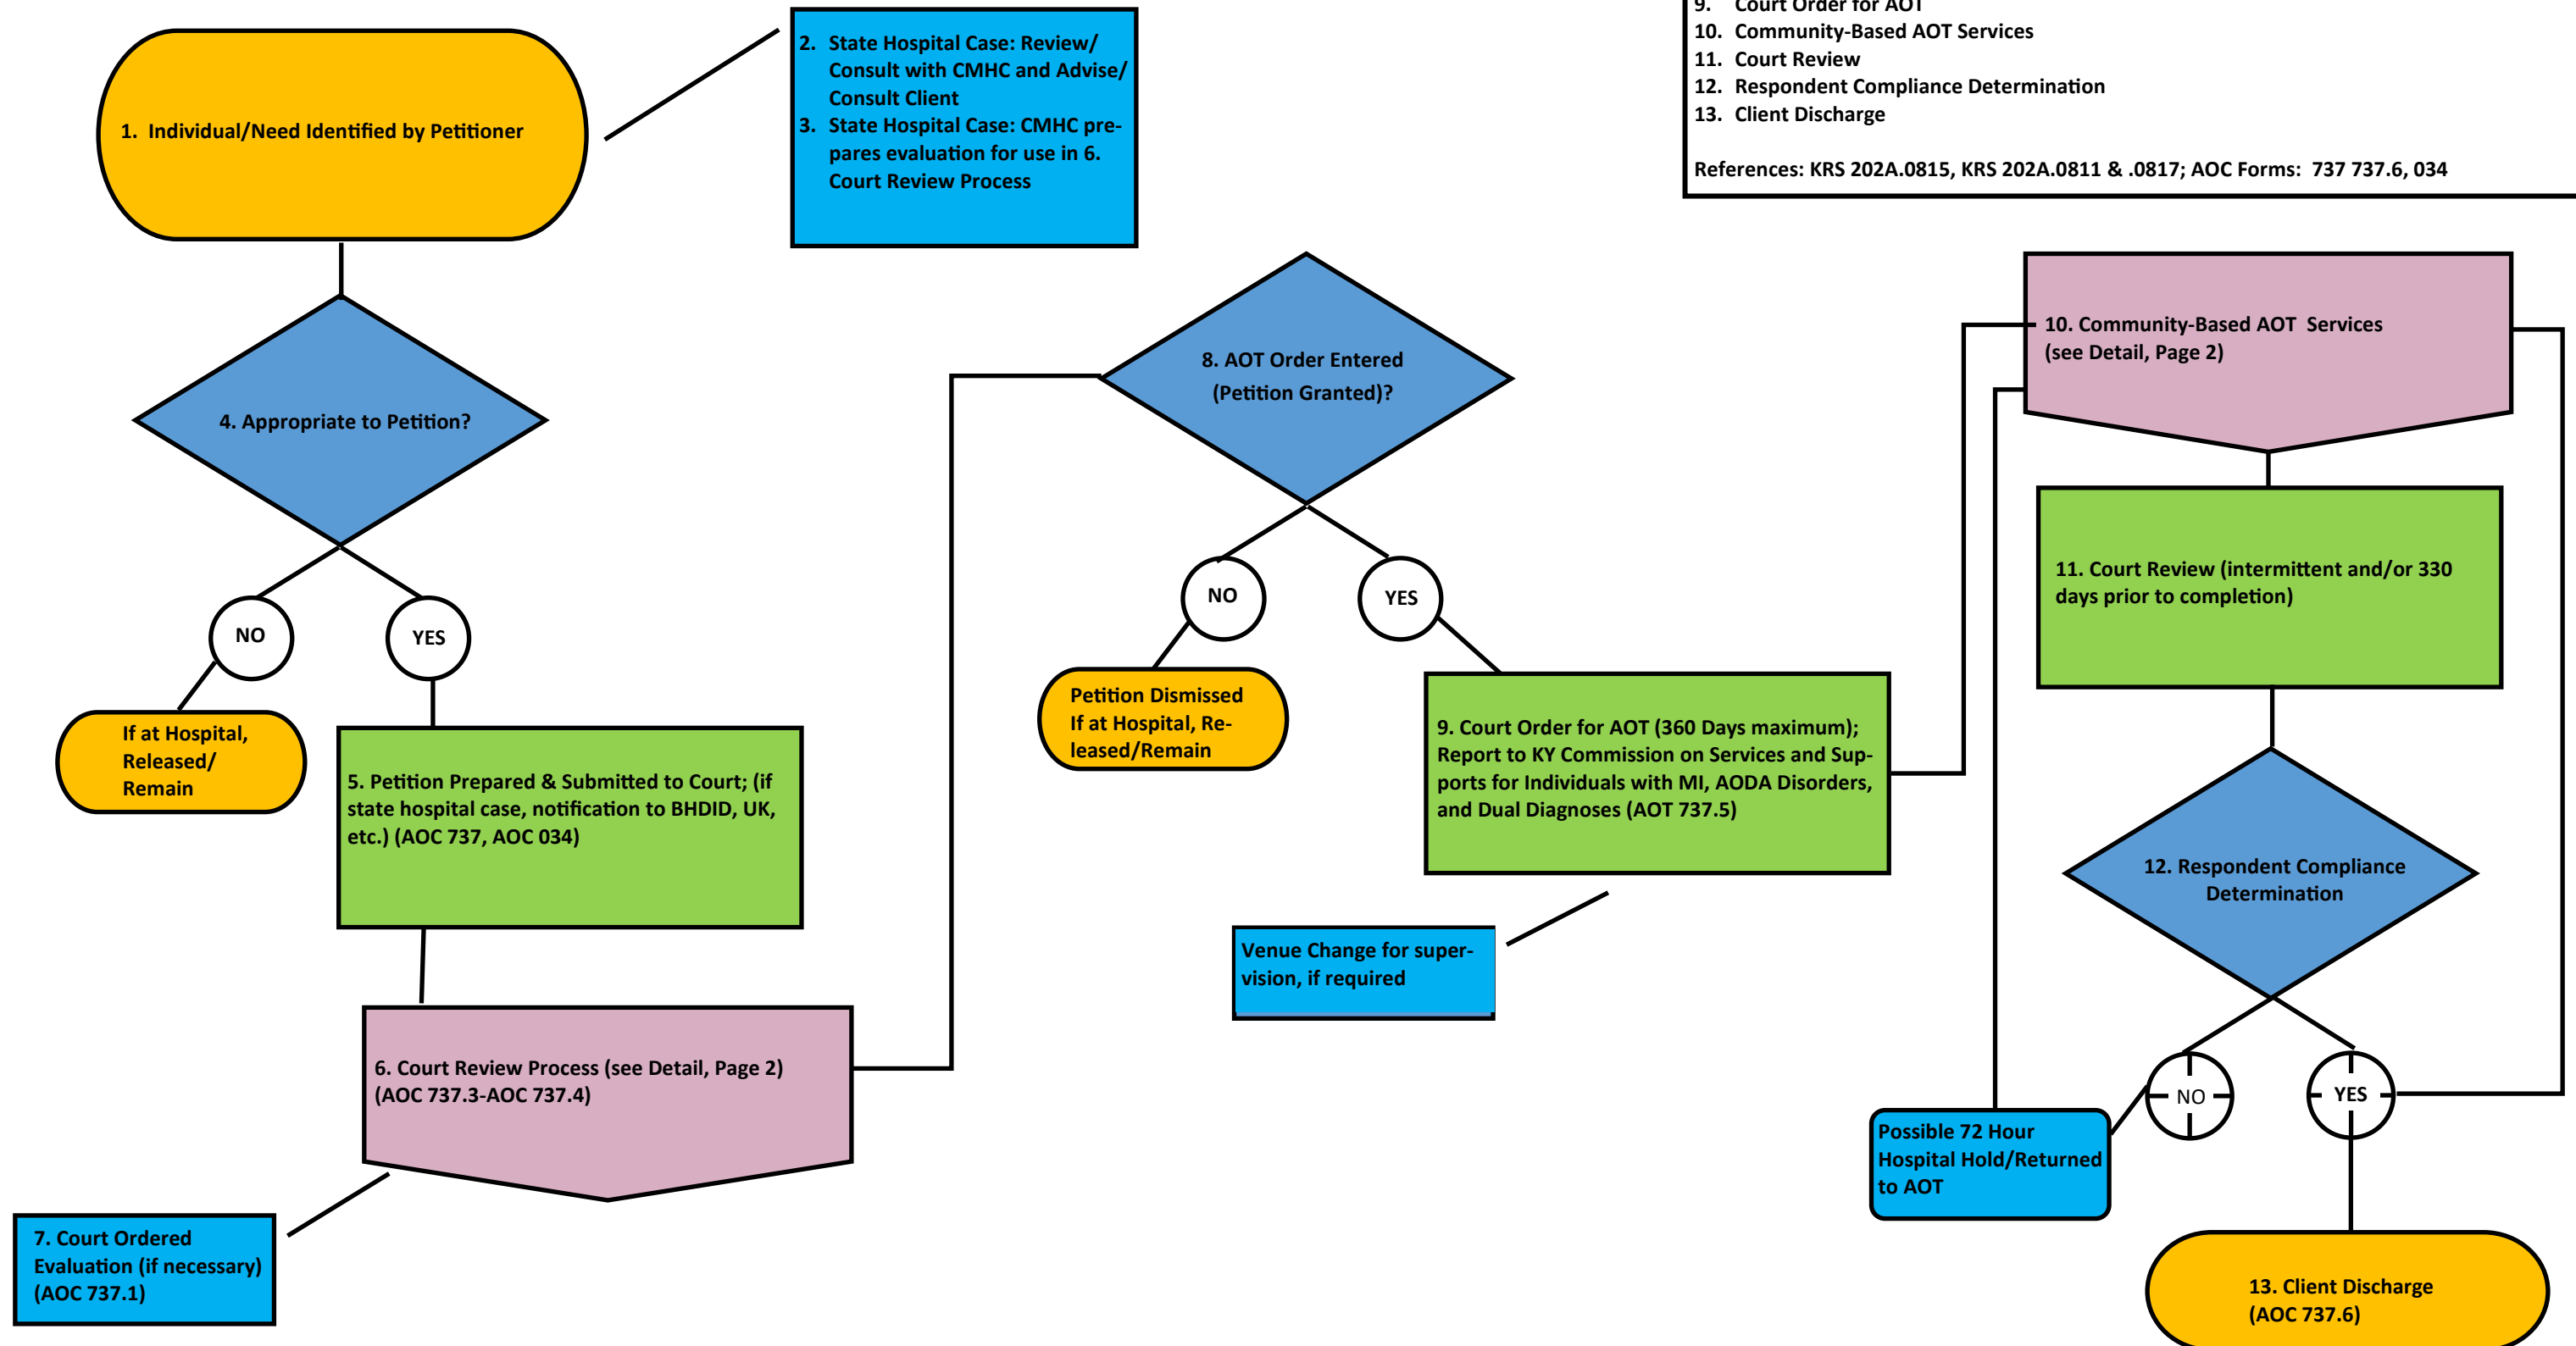 1. Individual/Need Identified by Petitioner
2. State Hospital Case: Review/
Consult with CMHC and Advise/
Consult Client
3. State Hospital Case: CMHC pre-
pares evaluation for use in 6.
Court Review Process
9. Court Order for AOT
10. Community-Based AOT Services
11. Court Review
12. Respondent Compliance Determination
13. Client Discharge
References: KRS 202A.0815, KRS 202A.0811 & .0817; AOC Forms: 737 737.6, 034
4. Appropriate to Petition?
NO
YES
If at Hospital,
Released/
Remain
5. Petition Prepared & Submitted to Court; (if
state hospital case, notification to BHDID, UK,
etc.) (AOC 737, AOC 034)
6. Court Review Process (see Detail, Page 2)
(AOC 737.3-AOC 737.4)
7. Court Ordered
Evaluation (if necessary)
(AOC 737.1)
8. AOT Order Entered
(Petition Granted)?
NO
YES
Petition Dismissed
If at Hospital, Re-
leased/Remain
9. Court Order for AOT (360 Days maximum);
Report to KY Commission on Services and Sup-
ports for Individuals with MI, AODA Disorders,
and Dual Diagnoses (AOT 737.5)
Venue Change for super-
vision, if required
10. Community-Based AOT Services
(see Detail, Page 2)
11. Court Review (intermittent and/or 330
days prior to completion)
12. Respondent Compliance
Determination
NO
YES
Possible 72 Hour
Hospital Hold/Returned
to AOT
13. Client Discharge
(AOC 737.6)